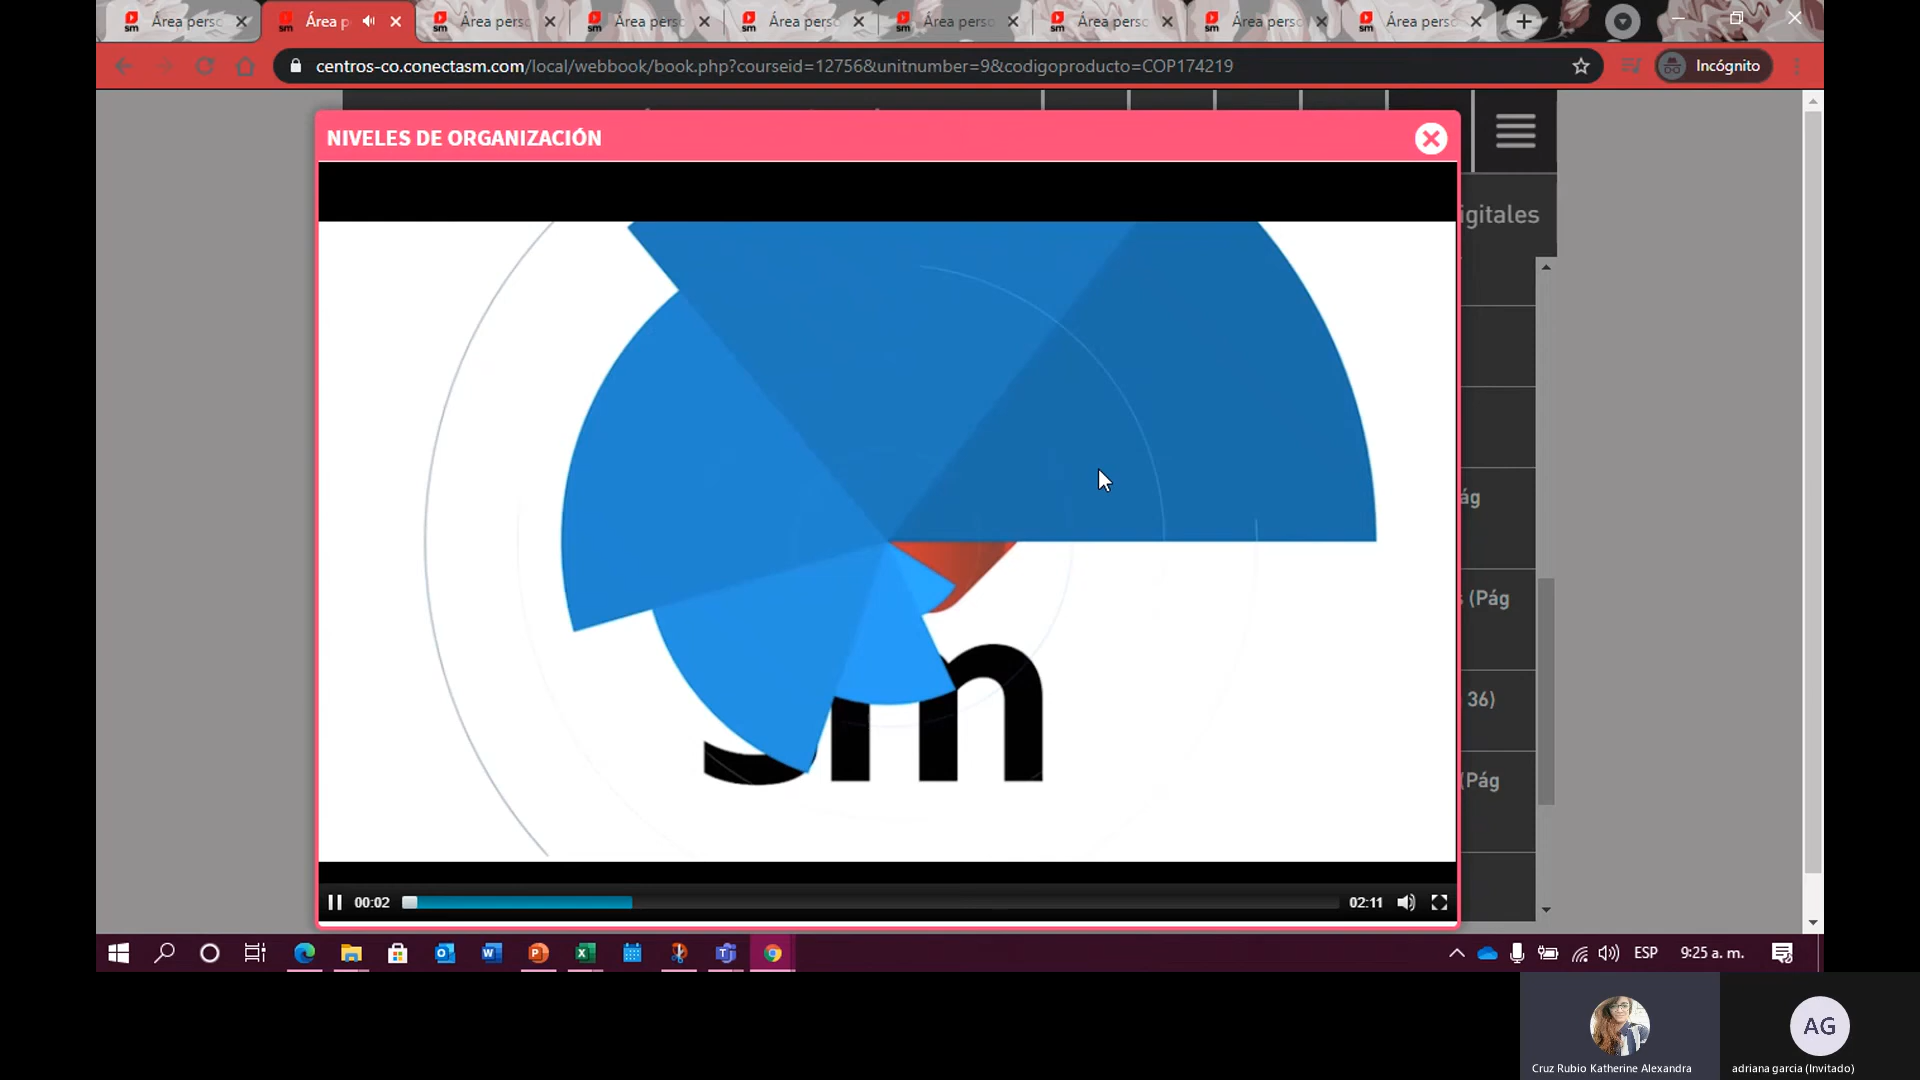 Área perso
Área p
Área perso
Área perso
Área perso
Área perso
Área perso
Área perso
Área perso
centros-co.conectasm.com/local/webbook/book.php?courseid=12756&unitnumber=9&codigoproducto=COP174219
Incógnito
NIVELES DE ORGANIZACIÓN
igitales
ág
(Pág
36)
(Pág
sm
00:02
02:11
ESP
9:25 a. m.
AG
Cruz Rubio Katherine Alexandra
adriana garcia (Invitado)